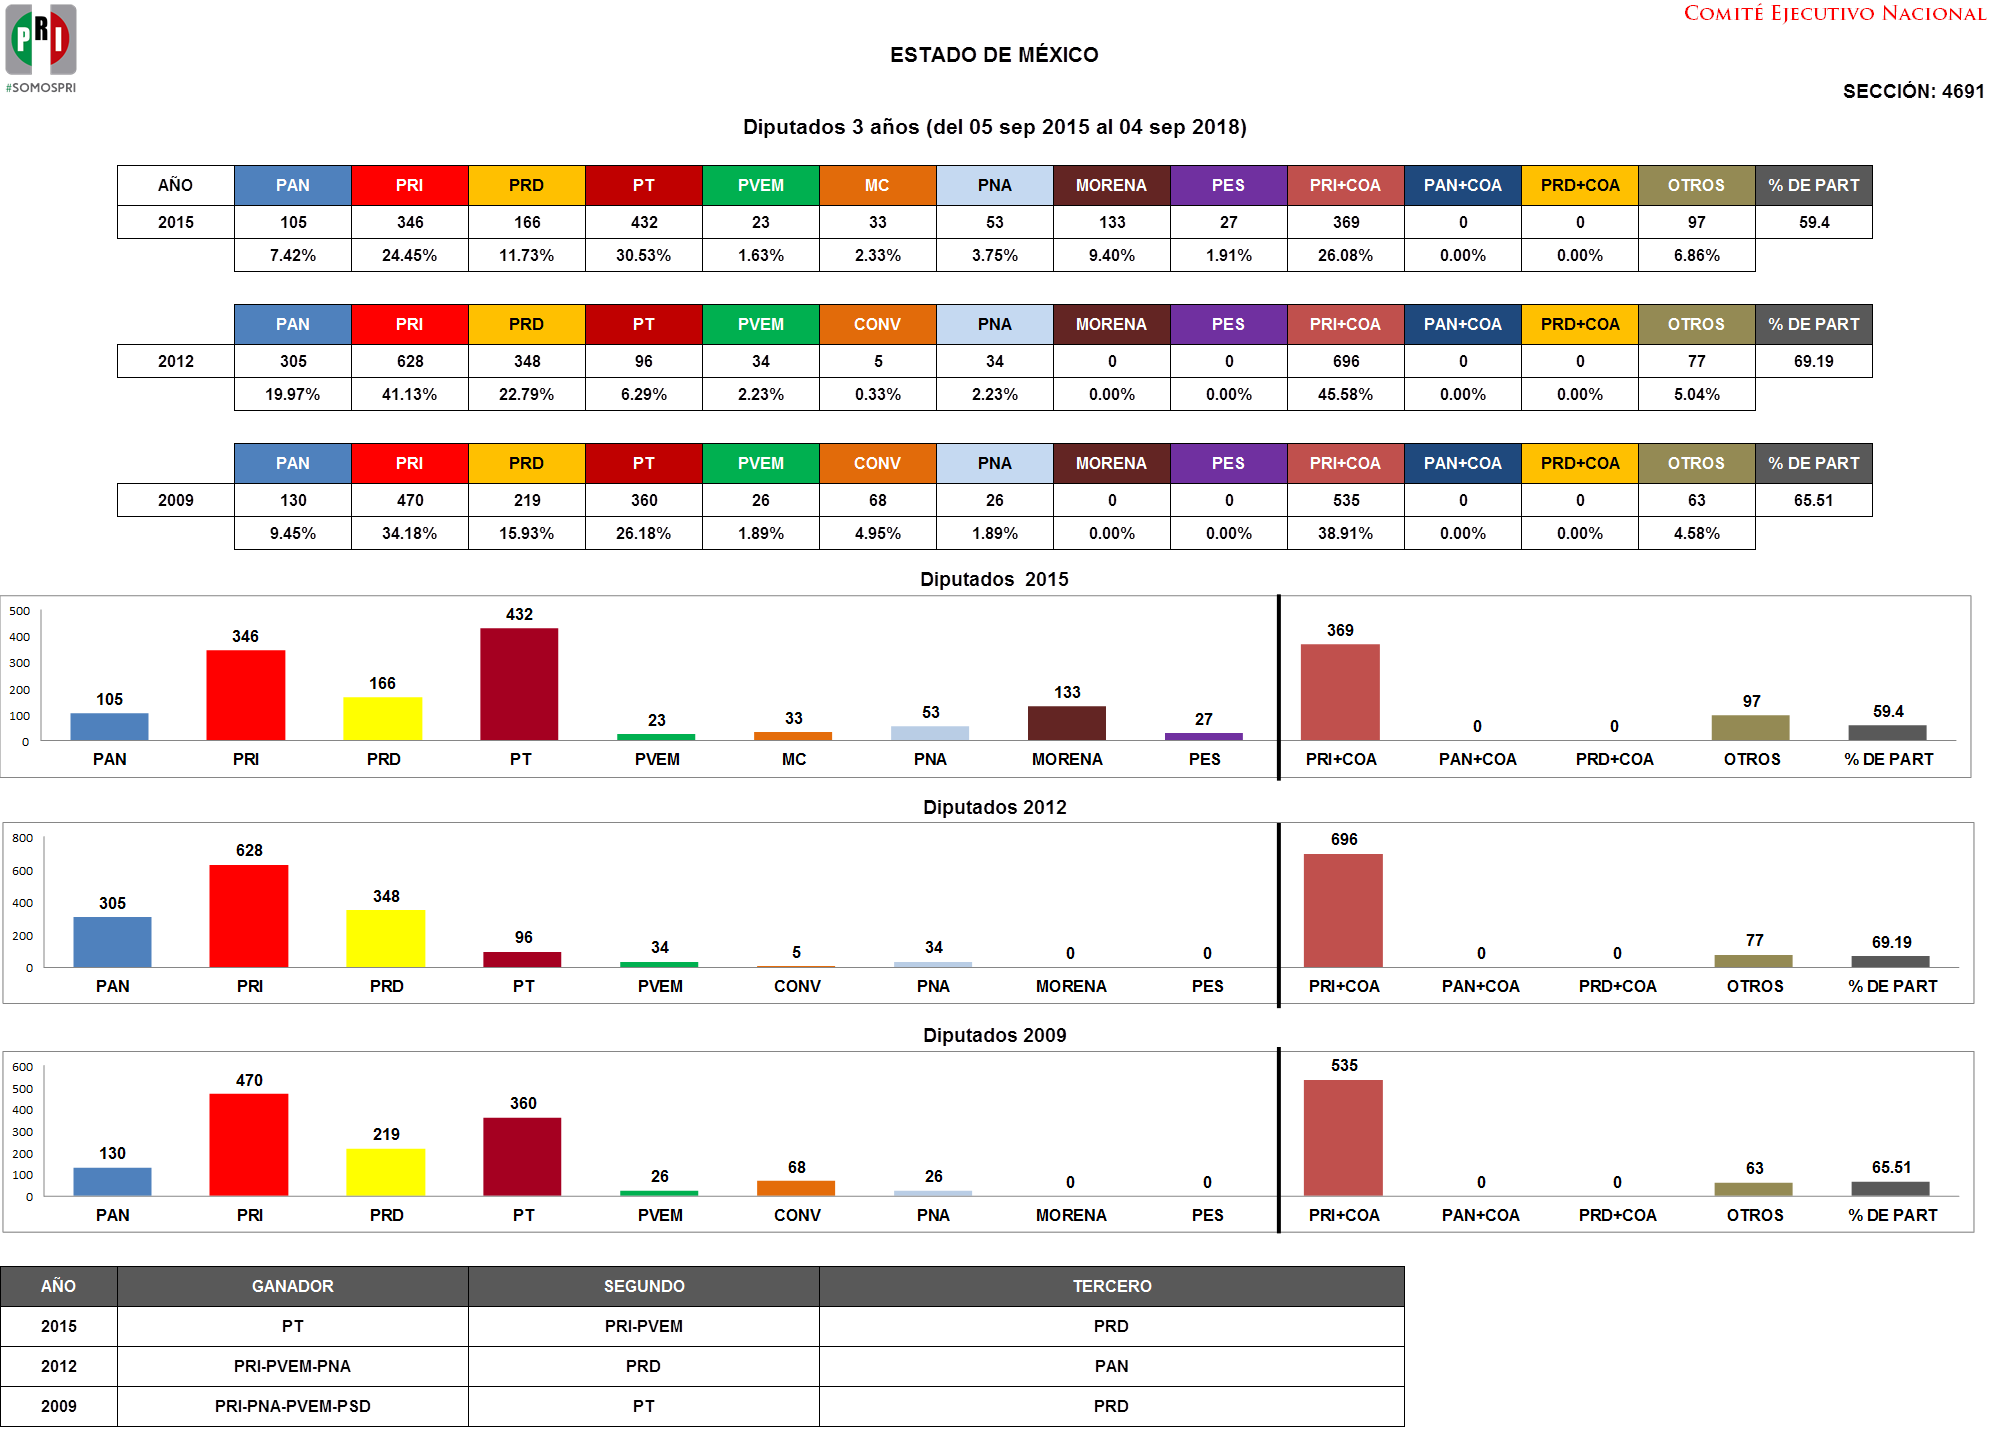 PRI
#SOMOSPRI
COMITÉ EJECUTIVO NACIONAL
ESTADO DE MÉXICO
SECCIÓN: 4691
Diputados 3 años (del 05 sep 2015 al 04 sep 2018)
AÑO PAN PRI PRD PT PVEM MC PNA MORENA PES PRI+COA PAN+COA PRD+COA OTROS % DE PART
2015 105 346 166 432 23 33 53 133 27 369 0 0 97 59.4
7.42% 24.45% 11.73% 30.53% 1.63% 2.33% 3.75% 9.40% 1.91% 26.08% 0.00% 0.00% 6.86%
PAN PRI PRD PT PVEM CONV PNA MORENA PES PRI+COA PAN+COA PRD+COA OTROS % DE PART
2012 305 628 348 96 34 5 34 0 0 696 0 0 77 69.19
19.97% 41.13% 22.79% 6.29% 2.23% 0.33% 2.23% 0.00% 0.00% 45.58% 0.00% 0.00% 5.04%
PAN PRI PRD PT PVEM CONV PNA MORENA PES PRI+COA PAN+COA PRD+COA OTROS % DE PART
2009 130 470 219 360 26 68 26 0 0 535 0 0 63 65.51
9.45% 34.18% 15.93% 26.18% 1.89% 4.95% 1.89% 0.00% 0.00% 38.91% 0.00% 0.00% 4.58%
Diputados 2015
500
400
300
200
100
0
105 346 166 432 23 33 53 133 27 369 0 0 97 59.4
PAN PRI PRD PT PVEM MC PNA MORENA PES PRI+COA PAN+COA PRD+COA OTROS % DE PART
Diputados 2012
800
600
400
200
0
305 628 348 96 34 5 34 0 0 696 0 0 77 69.19
PAN PRI PRD PT PVEM CONV PNA MORENA PES PRI+COA PAN+COA PRD+COA OTROS % DE PART
Diputados 2009
600
500
400
300
200
100
0
130 470 219 360 26 68 26 0 0 535 0 0 63 65.51
PAN PRI PRD PT PVEM CONV PNA MORENA PES PRI+COA PAN+COA PRD+COA OTROS % DE PART
AÑO GANADOR SEGUNDO TERCERO
2015 PT PRI-PVEM PRD
2012 PRI-PVEM-PNA PRD PAN
2009 PRI-PNA-PVEM-PSD PT PRD